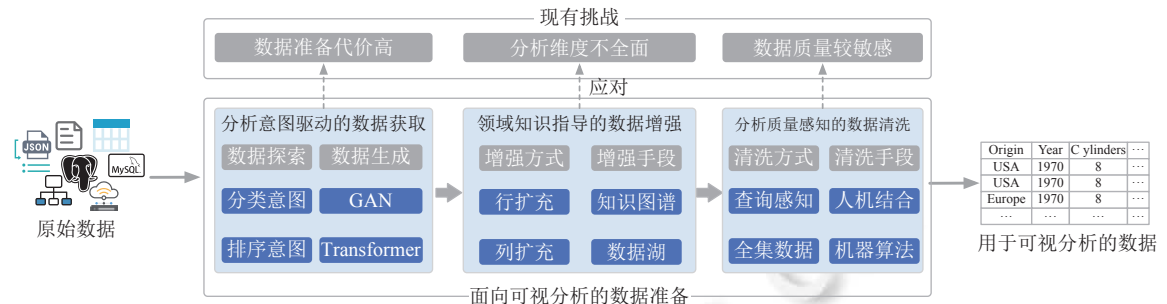 现有挑战
数据准备代价高 分析维度不全面 数据质量较敏感
应对
分析意图驱动的数据获取 领域知识指导的数据增强 分析质量感知的数据清洗
数据探索 数据生成 增强方式 增强手段 清洗方式 清洗手段
分类意图 GAN 行扩充 知识图谱 查询感知 人机结合
排序意图 Transformer 列扩充 数据湖 全集数据 机器算法
面向可视分析的数据准备
JSON
MySQL
原始数据
Origin Year C ylinders ···
USA 1970 8 ···
USA 1970 8 ···
Europe 1970 8 ···
··· ··· ··· ···
用于可视分析的数据